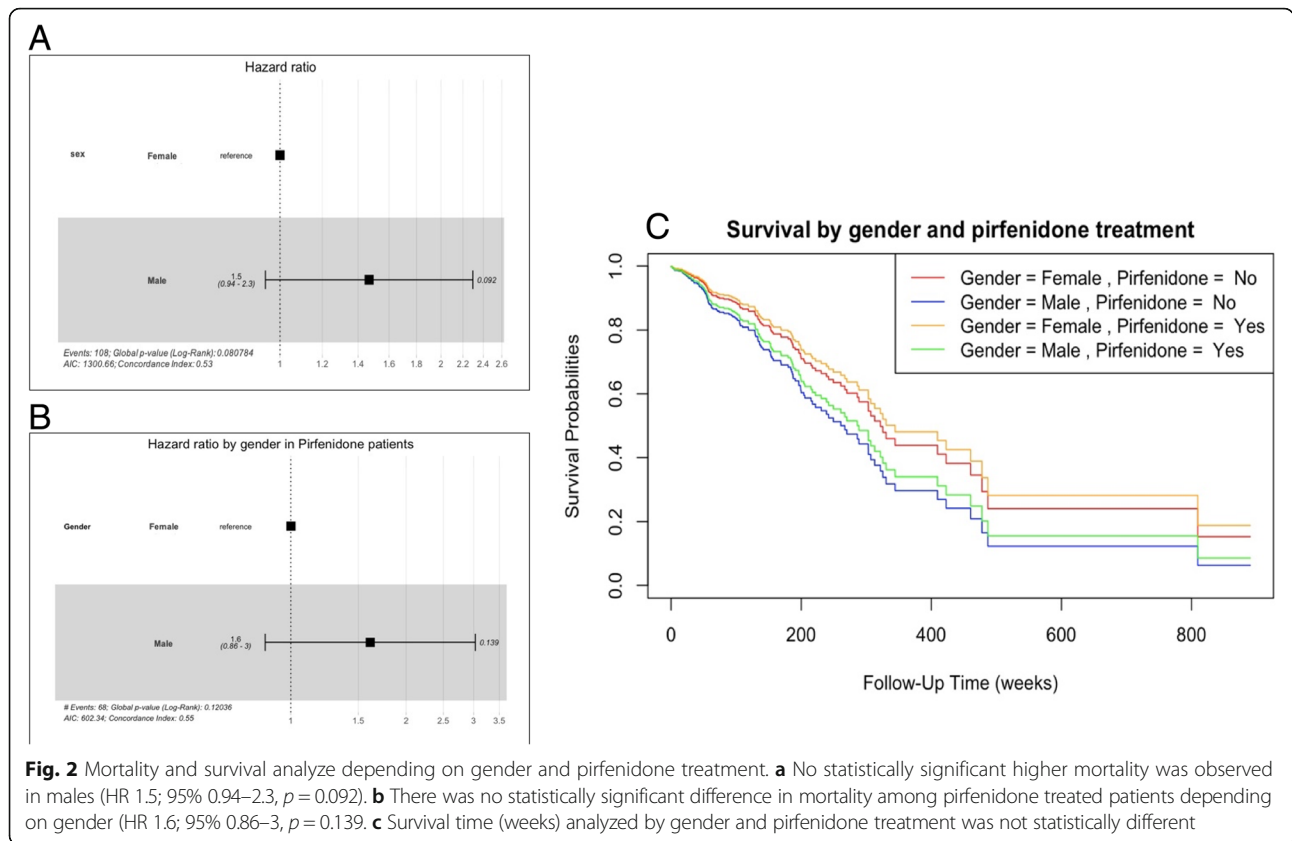 A
Hazard ratio
sex Female reference
Male 1.5 0.092
(0.94 - 2.3)
Events: 108; Global p-value (Log-Rank): 0.080784
AIC: 1300.66; Concordance Index: 0.53
1 1.2 1.4 1.6 1.8 2 2.2 2.4 2.6
B
Hazard ratio by gender in Pirfenidone patients
Gender Female reference
Male 1.6 0.139
(0.86 - 3)
# Events: 68; Global p-value (Log-Rank): 0.12036
AIC: 602.34; Concordance Index: 0.55
1 1.5 2 2.5 3 3.5
C
Survival by gender and pirfenidone treatment
Gender = Female , Pirfenidone = No
Gender = Male , Pirfenidone = No
Gender = Female , Pirfenidone = Yes
Gender = Male , Pirfenidone = Yes
Survival Probabilities
1.0
0.8
0.6
0.4
0.2
0.0
0 200 400 600 800
Follow-Up Time (weeks)
Fig. 2 Mortality and survival analyze depending on gender and pirfenidone treatment. a No statistically significant higher mortality was observed
in males (HR 1.5; 95% 0.94–2.3, p = 0.092). b There was no statistically significant difference in mortality among pirfenidone treated patients depending
on gender (HR 1.6; 95% 0.86–3, p = 0.139. c Survival time (weeks) analyzed by gender and pirfenidone treatment was not statistically different